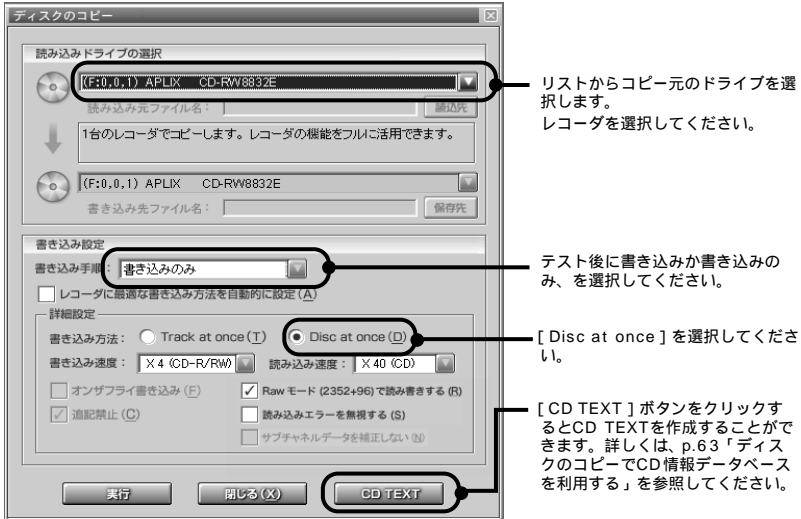 ディスクのコピー
読み込みドライブの選択
(F:0,0,1) APLIX CD-RW8832E
読み込み元ファイル名：
読込先
1台のレコーダでコピーします。レコーダの機能をフルに活用できます。
(F:0,0,1) APLIX CD-RW8832E
書き込み先ファイル名：
保存先
書き込み設定
書き込み手順： 書き込みのみ
レコーダに最適な書き込み方法を自動的に設定(A)
詳細設定
書き込み方法： Track at once(T) Disc at once(D)
書き込み速度： ×4 (CD-R/RW) 読み込み速度： ×40 (CD)
オンザフライ書き込み(F) Raw モード (2352+96) で読み書きする (R)
追記禁止(C) 読み込みエラーを無視する (S)
サブチャネルデータを補正しない (N)
実行 閉じる(X) CD TEXT
リストからコピー元のドライブを選
択します。
レコーダを選択してください。
テスト後に書き込みか書き込みの
み、を選択してください。
[ Disc at once ] を選択してくださ
い。
[ CD TEXT ] ボタンをクリックす
るとCD TEXTを作成することがで
きます。詳しくは、p.63「ディス
クのコピーでCD情報データベース
を利用する」を参照してください。